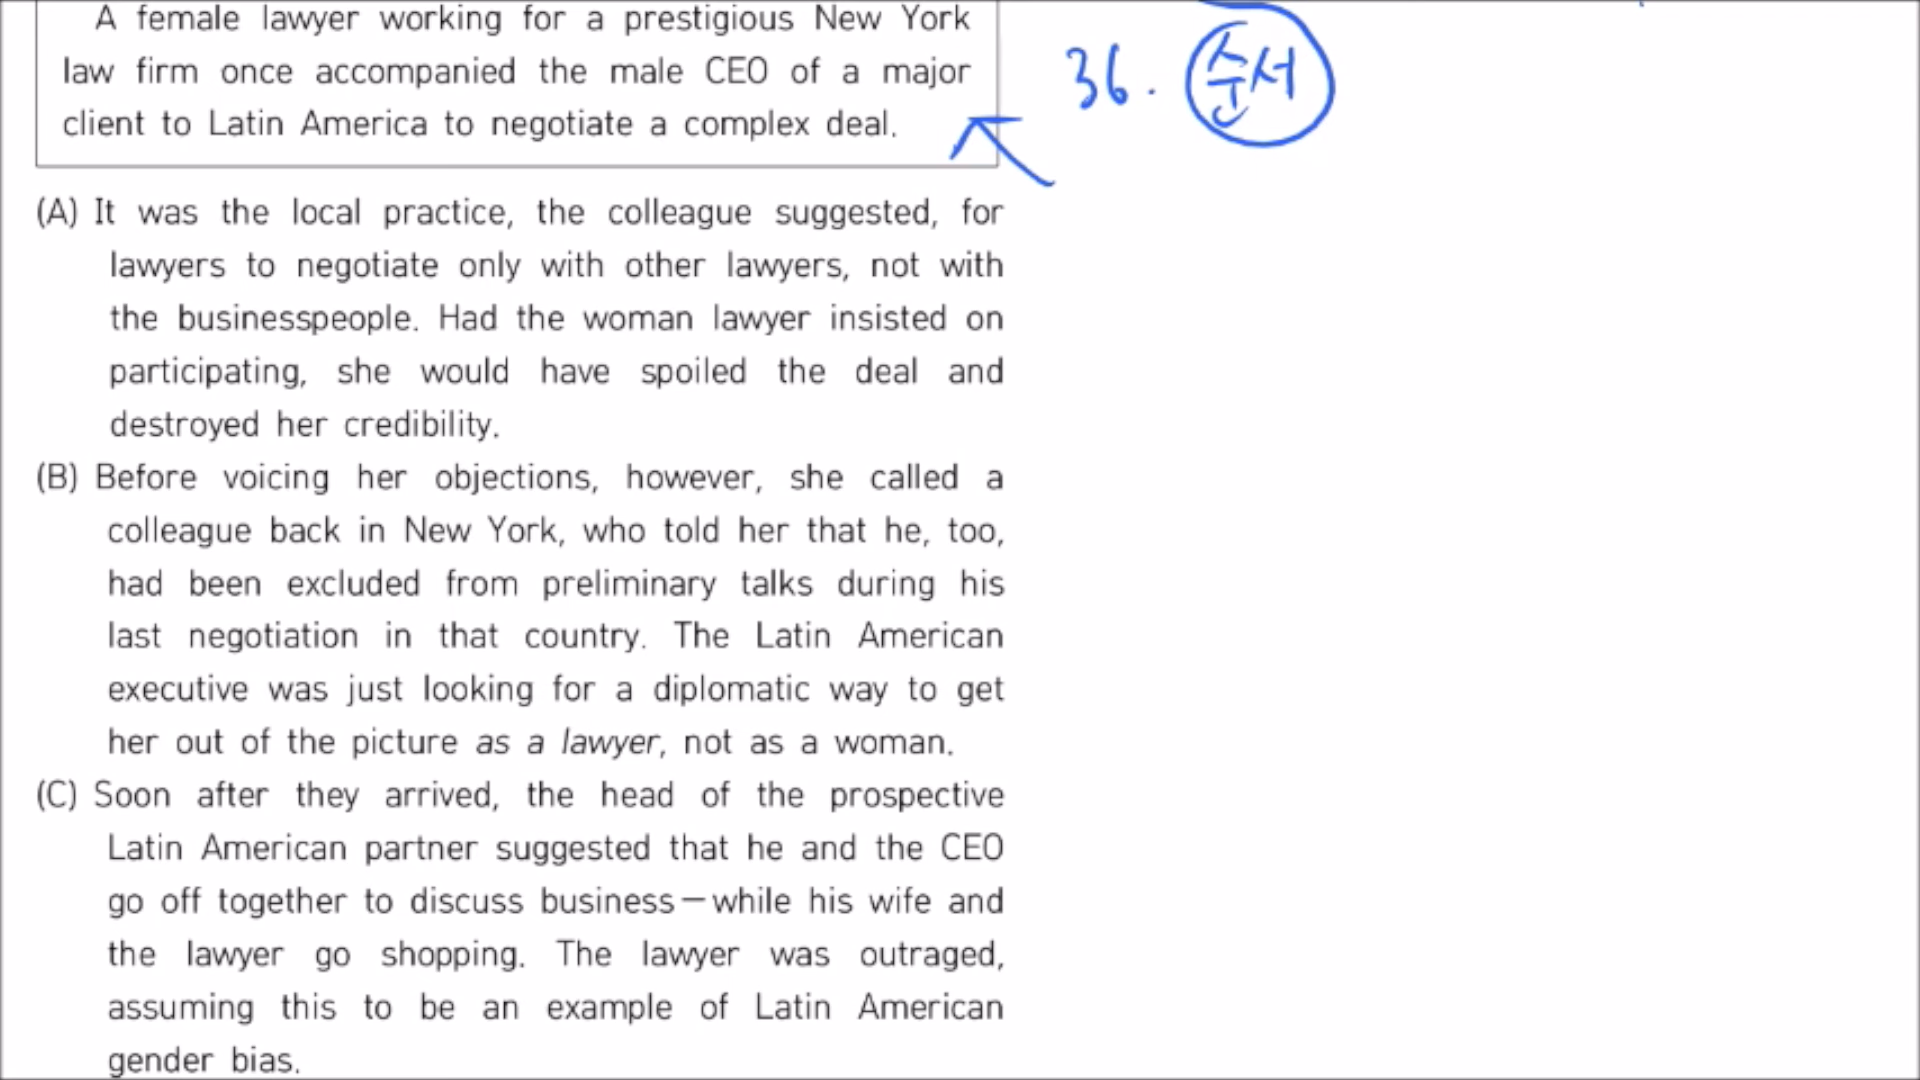 A female lawyer working for a prestigious New York
law firm once accompanied the male CEO of a major
client to Latin America to negotiate a complex deal.
36. 순서
(A) It was the local practice, the colleague suggested, for
lawyers to negotiate only with other lawyers, not with
the businesspeople. Had the woman lawyer insisted on
participating, she would have spoiled the deal and
destroyed her credibility.
(B) Before voicing her objections, however, she called a
colleague back in New York, who told her that he, too,
had been excluded from preliminary talks during his
last negotiation in that country. The Latin American
executive was just looking for a diplomatic way to get
her out of the picture as a lawyer, not as a woman.
(C) Soon after they arrived, the head of the prospective
Latin American partner suggested that he and the CEO
go off together to discuss business—while his wife and
the lawyer go shopping. The lawyer was outraged,
assuming this to be an example of Latin American
gender bias.